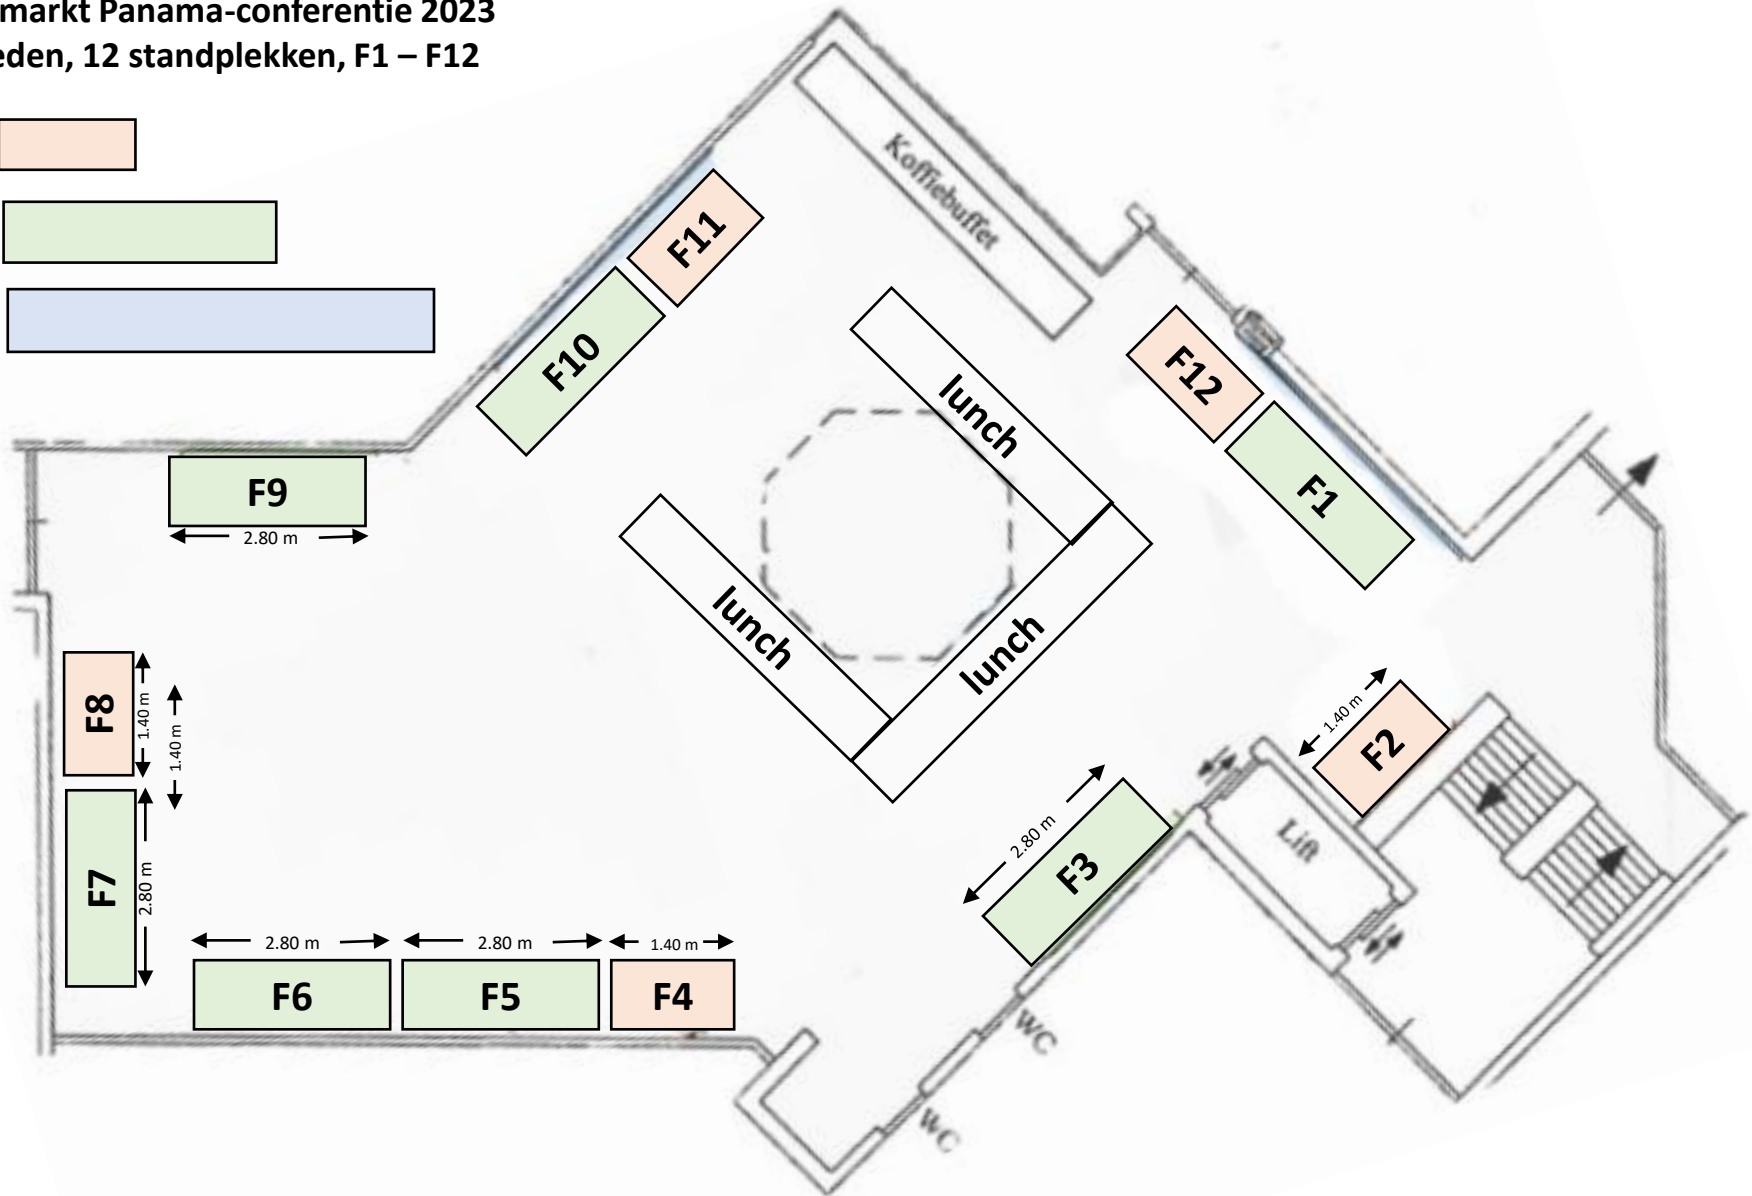 markt Panama-conferentie 2023
eden, 12 standplekken, F1 – F12
Koffiebuffet
F11
F10
F12
F1
lunch
lunch
lunch
F9
2.80 m
F8
1.40 m
1.40 m
F7
2.80 m
2.80 m
F6
2.80 m
F5
1.40 m
F4
2.80 m
F3
1.40 m
F2
Lift
WC
WC